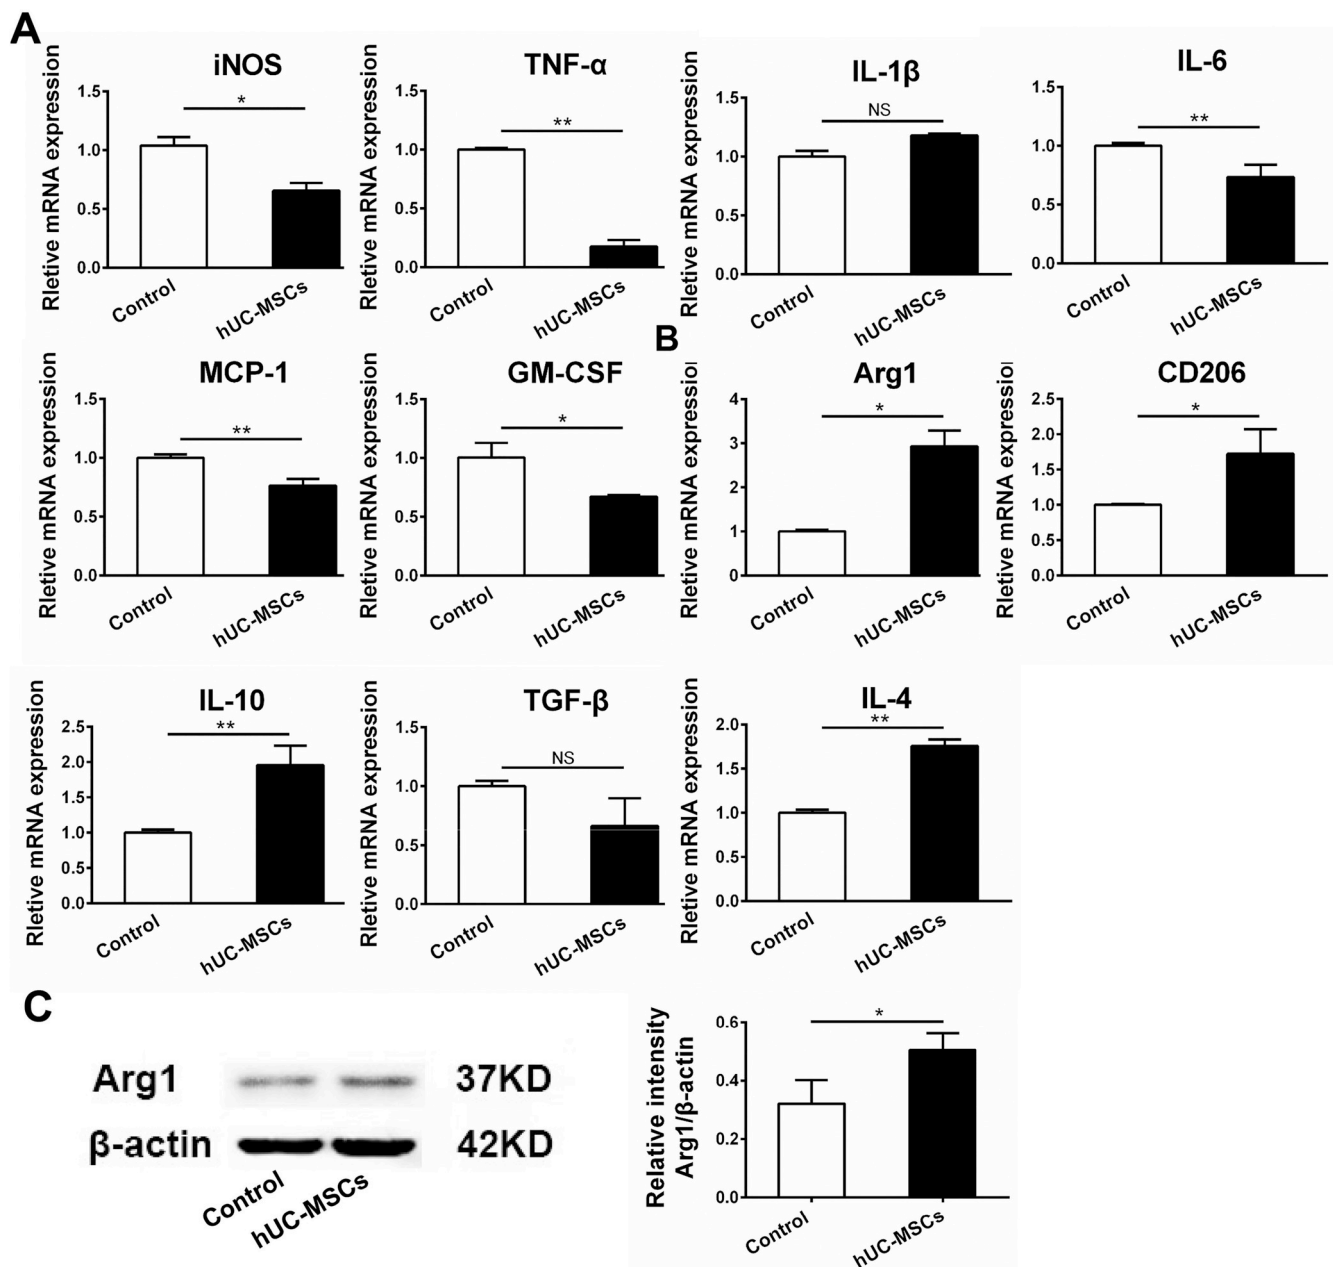 A
iNOS
Rletive mRNA expression
1.5
1.0
0.5
0.0
*
Control
hUC-MSCs
TNF-α
Rletive mRNA expression
1.5
1.0
0.5
0.0
**
Control
hUC-MSCs
IL-1β
Rletive mRNA expression
1.5
1.0
0.5
0.0
NS
Control
hUC-MSCs
IL-6
Rletive mRNA expression
1.5
1.0
0.5
0.0
**
Control
hUC-MSCs
MCP-1
Rletive mRNA expression
1.5
1.0
0.5
0.0
**
Control
hUC-MSCs
GM-CSF
Rletive mRNA expression
1.5
1.0
0.5
0.0
*
Control
hUC-MSCs
B
Arg1
Rletive mRNA expression
4
3
2
1
0
*
Control
hUC-MSCs
CD206
Rletive mRNA expression
2.5
2.0
1.5
1.0
0.5
0.0
*
Control
hUC-MSCs
IL-10
Rletive mRNA expression
2.5
2.0
1.5
1.0
0.5
0.0
**
Control
hUC-MSCs
TGF-β
Rletive mRNA expression
1.5
1.0
0.5
0.0
NS
Control
hUC-MSCs
IL-4
Rletive mRNA expression
2.0
1.5
1.0
0.5
0.0
**
Control
hUC-MSCs
C
Arg1 37KD
β-actin 42KD
Control
hUC-MSCs
Relative intensity
Arg1/β-actin
0.6
0.4
0.2
0.0
*
Control
hUC-MSCs